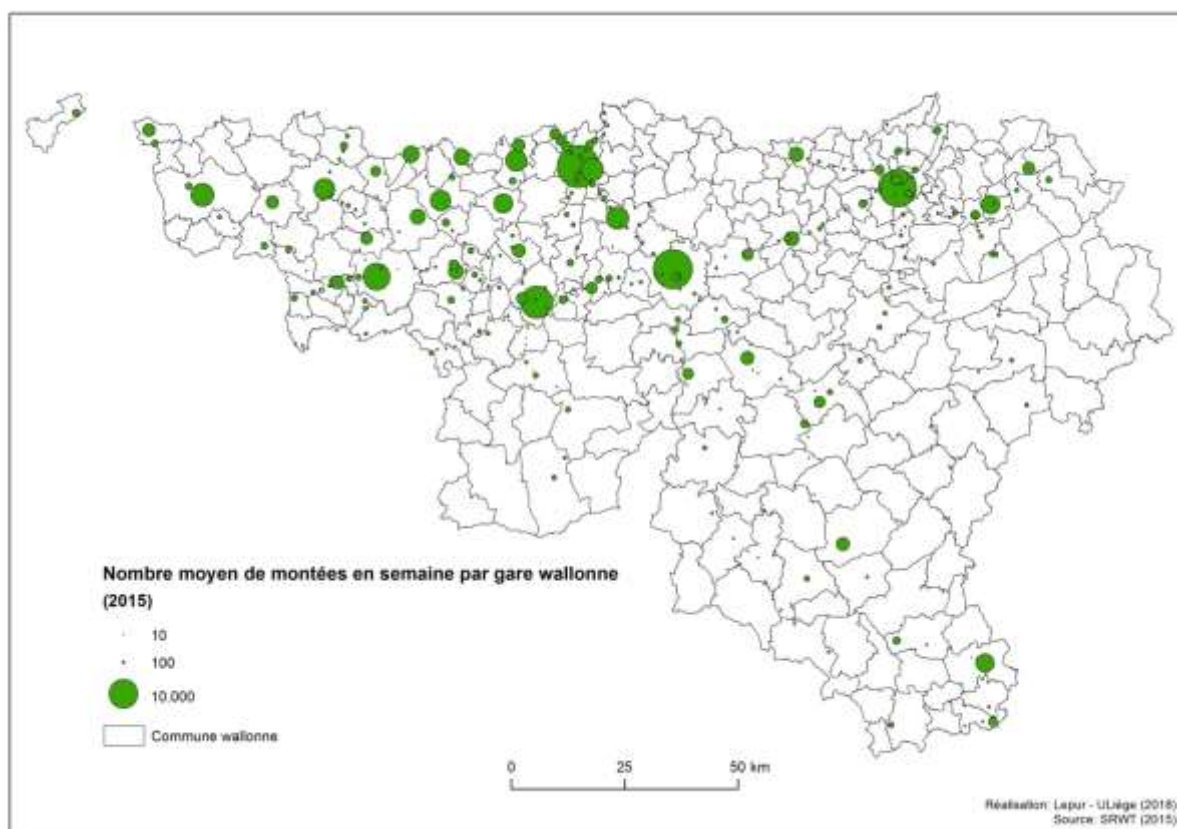 Nombre moyen de montées en semaine par gare wallonne
(2015)
10
100
10.000
Commune wallonne
0 25 50 km
Réalisation: Lepur - ULiége (2018)
Source: SRWT (2015)